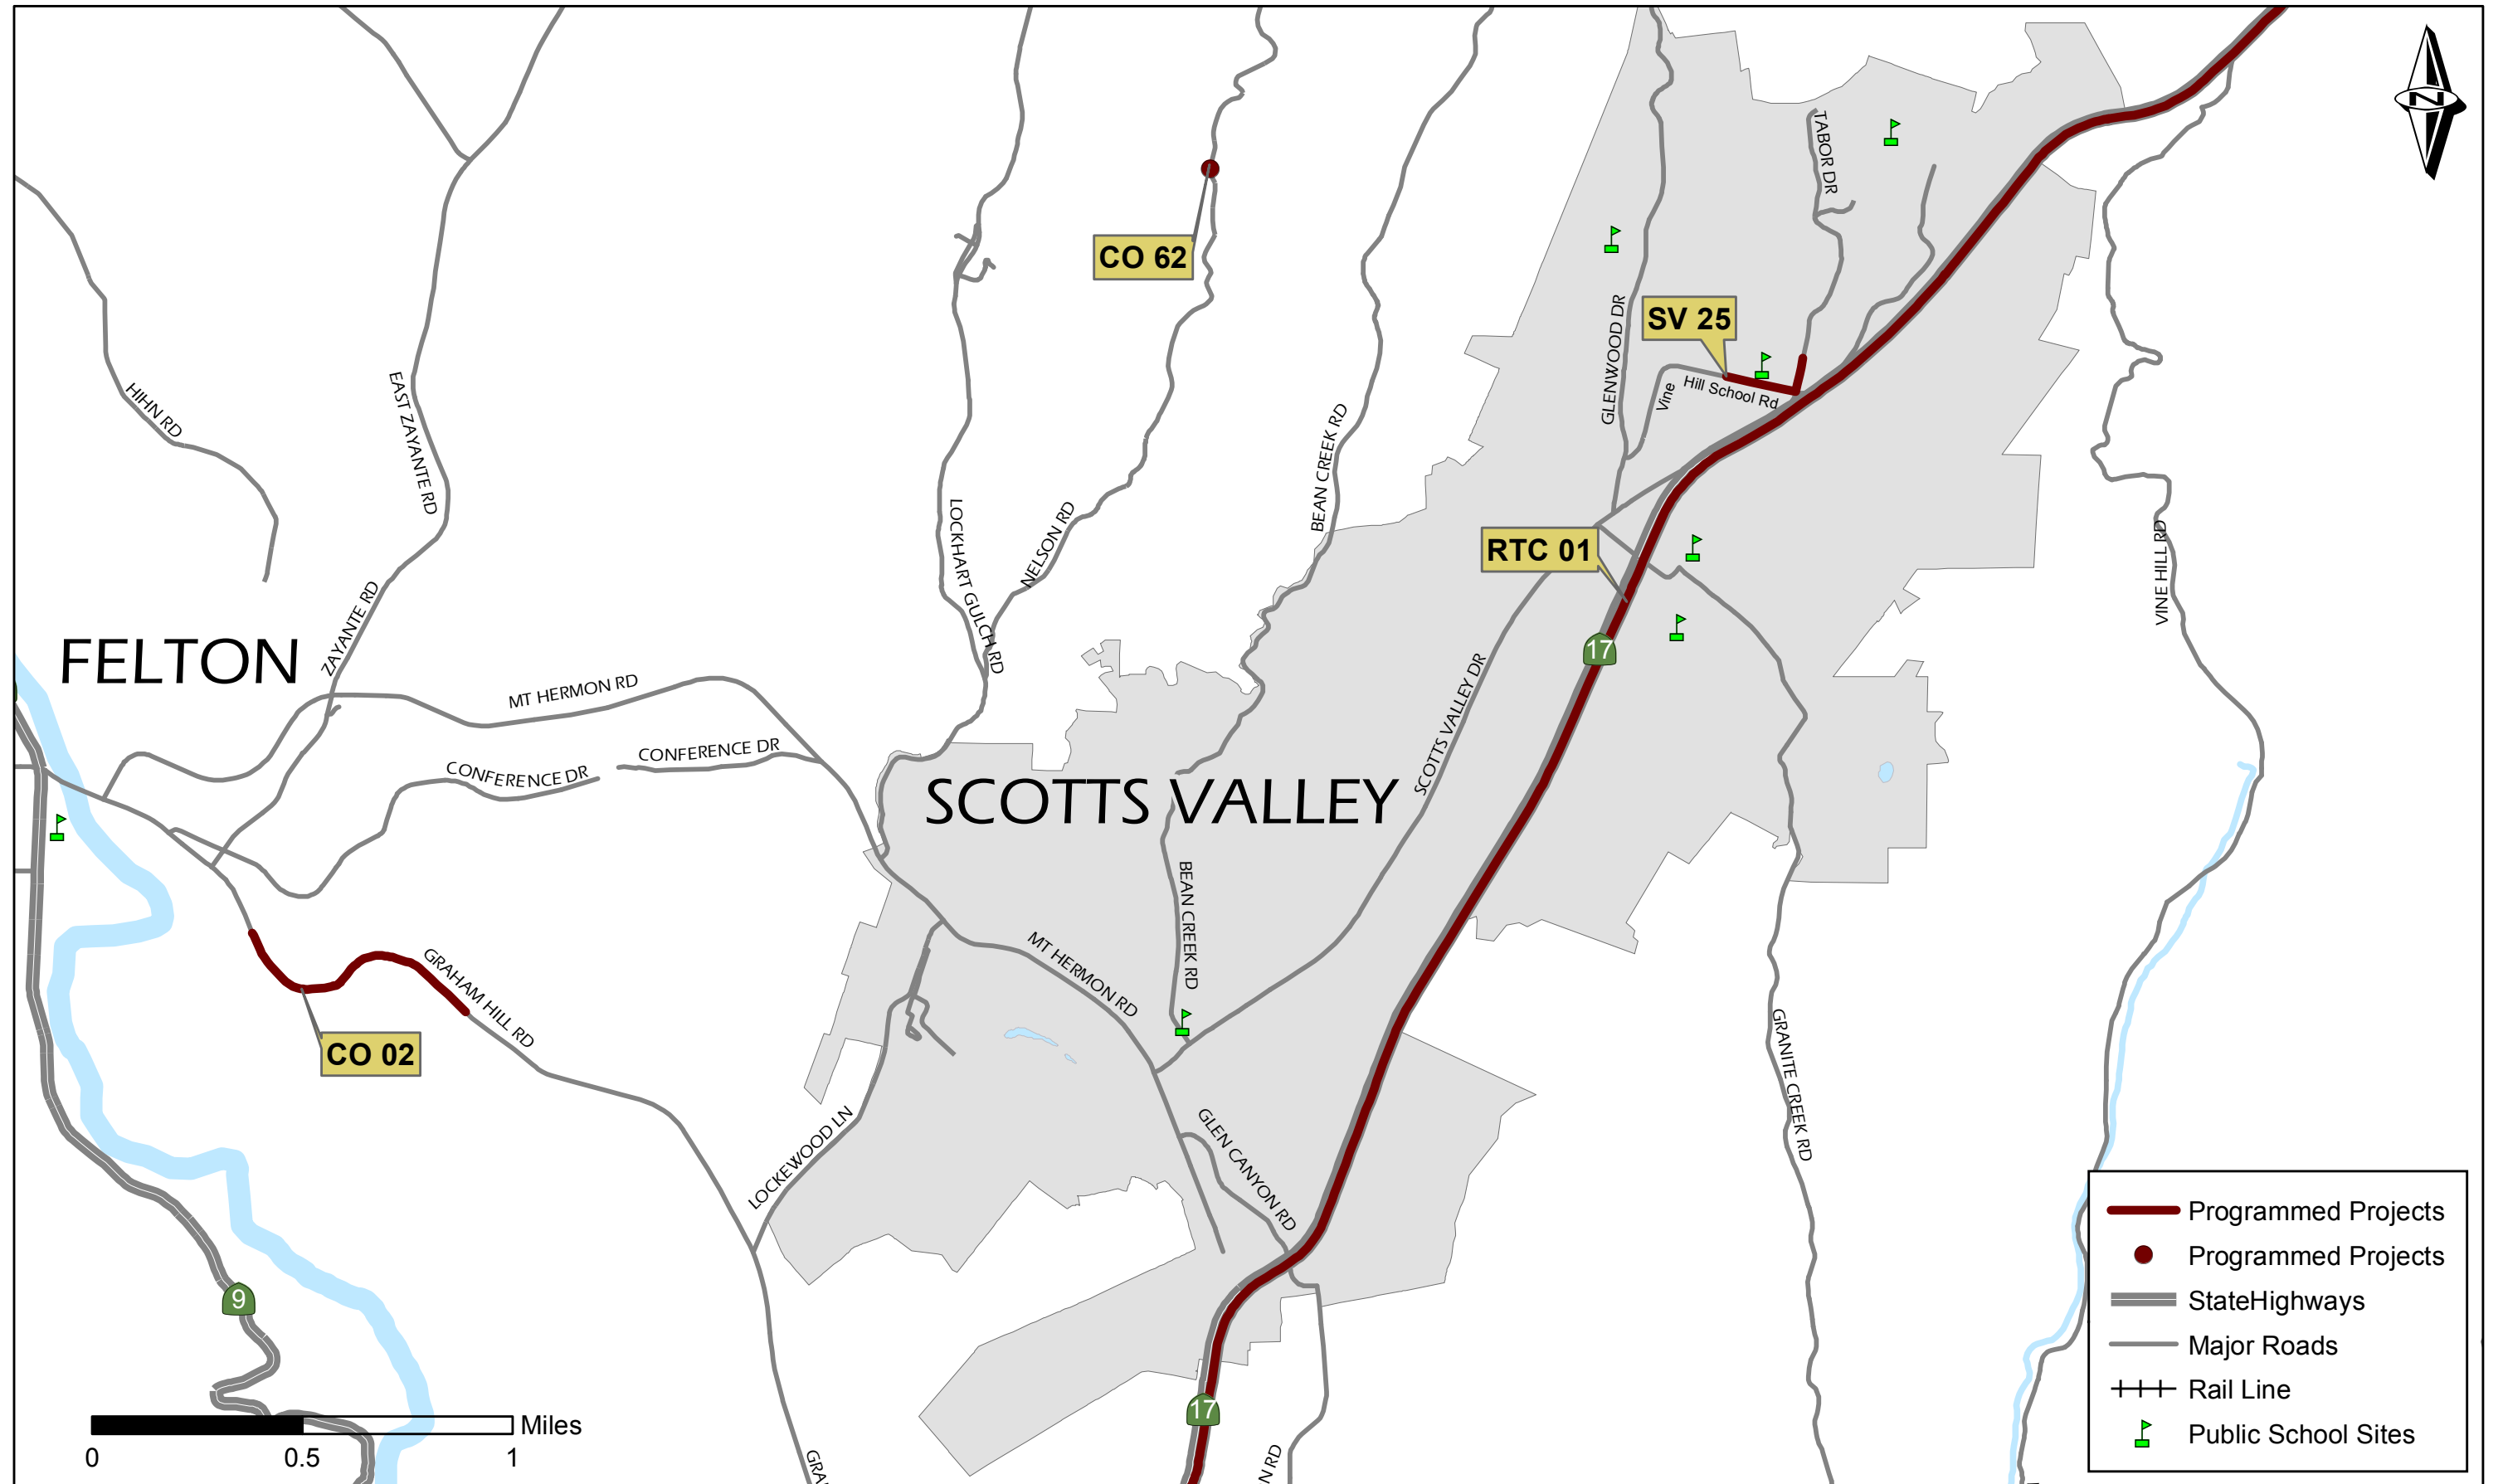 N
TABOR DR
CO 62
GLENWOOD DR
SV 25
Vine
Hill School Rd
HIHN RD
EAST ZAYANTE RD
BEAN CREEK RD
LOCKHART GULCH RD
NELSON RD
RTC 01
VINE HILL RD
17
FELTON
ZAYANTE RD
MT HERMON RD
SCOTTS VALLEY DR
CONFERENCE DR
CONFERENCE DR
SCOTTS VALLEY
BEAN CREEK RD
MT HERMON RD
GRAHAM HILL RD
CO 02
GRANITE CREEK RD
LOCKEWOOD LN
GLEN CANYON RD
9
17
GRA
N RD
Miles
0 0.5 1
Programmed Projects
Programmed Projects
StateHighways
Major Roads
Rail Line
Public School Sites